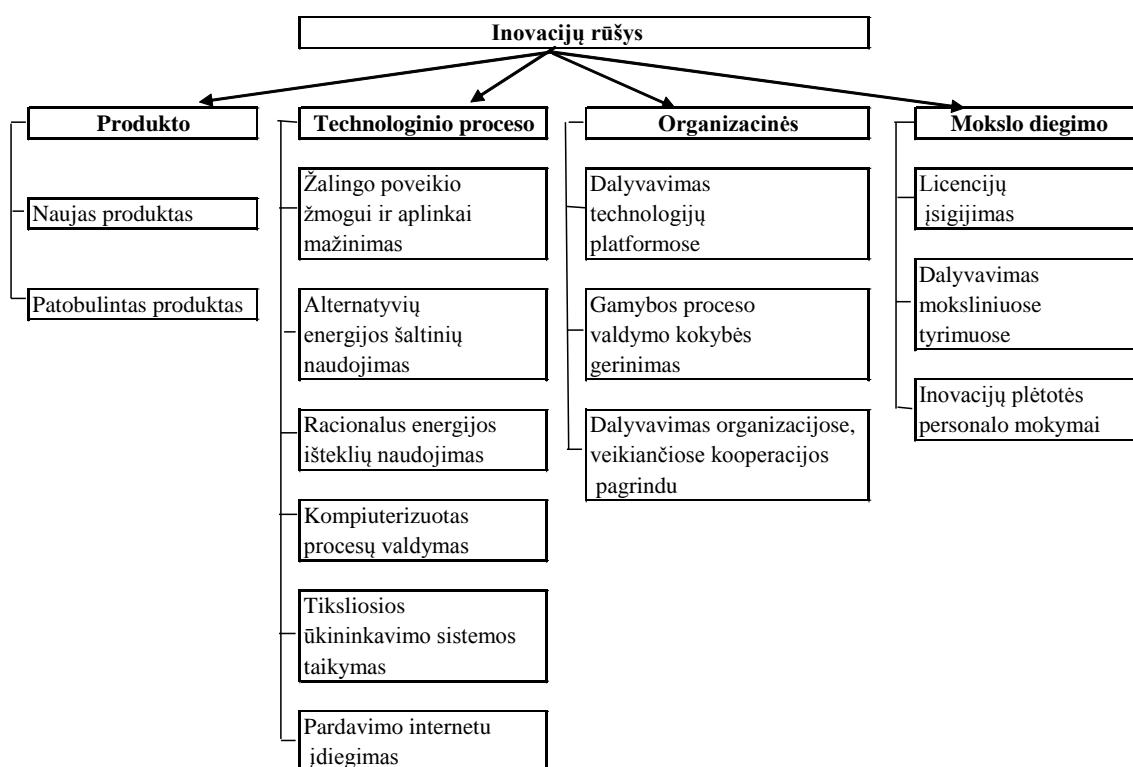 Inovacijų rūšys
Produkto
Naujas produktas
Patobulintas produktas
Technologinio proceso
Žalingo poveikio
žmogui ir aplinkai
mažinimas
Alternatyvių
energijos šaltinių
naudojimas
Racionalus energijos
išteklių naudojimas
Kompiuterizuotas
procesų valdymas
Tiksliosios
ūkininkavimo sistemos
taikymas
Pardavimo internetu
įdiegimas
Organizacinės
Dalyvavimas
technologijų
platformose
Gamybos proceso
valdymo kokybės
gerinimas
Dalyvavimas organizacijose,
veikiančiose kooperacijos
pagrindu
Mokslo diegimo
Licencijų
įsigijimas
Dalyvavimas
moksliniuose
tyrimuose
Inovacijų plėtotės
personalo mokymai